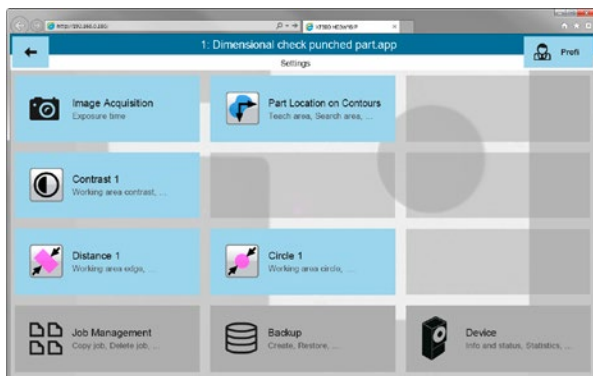 1: Dimensional check punched part.app
Profi
Settings
Image Acquisition
Exposure time
Part Location on Contours
Teach area, Search area, ...
Contrast 1
Working area contrast, ...
Distance 1
Working area edge, ...
Circle 1
Working area circle, ...
Job Management
Copy job, Delete job, ...
Backup
Create, Restore, ...
Device
Info and status, Statistics, ...